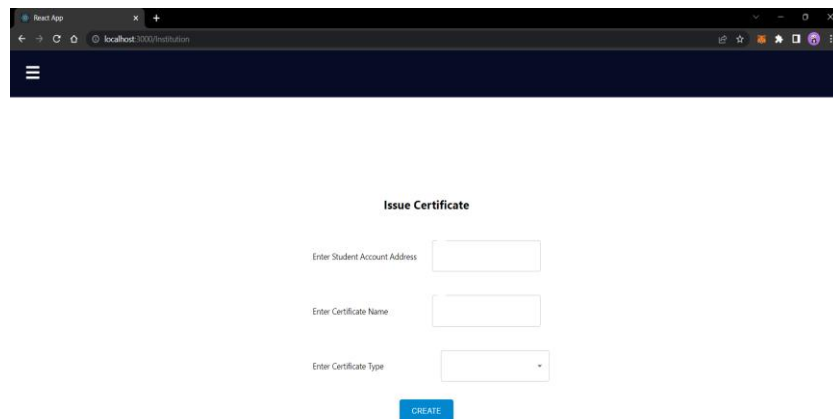 React App
localhost:3000/Institution
Issue Certificate
Enter Student Account Address
Enter Certificate Name
Enter Certificate Type
CREATE